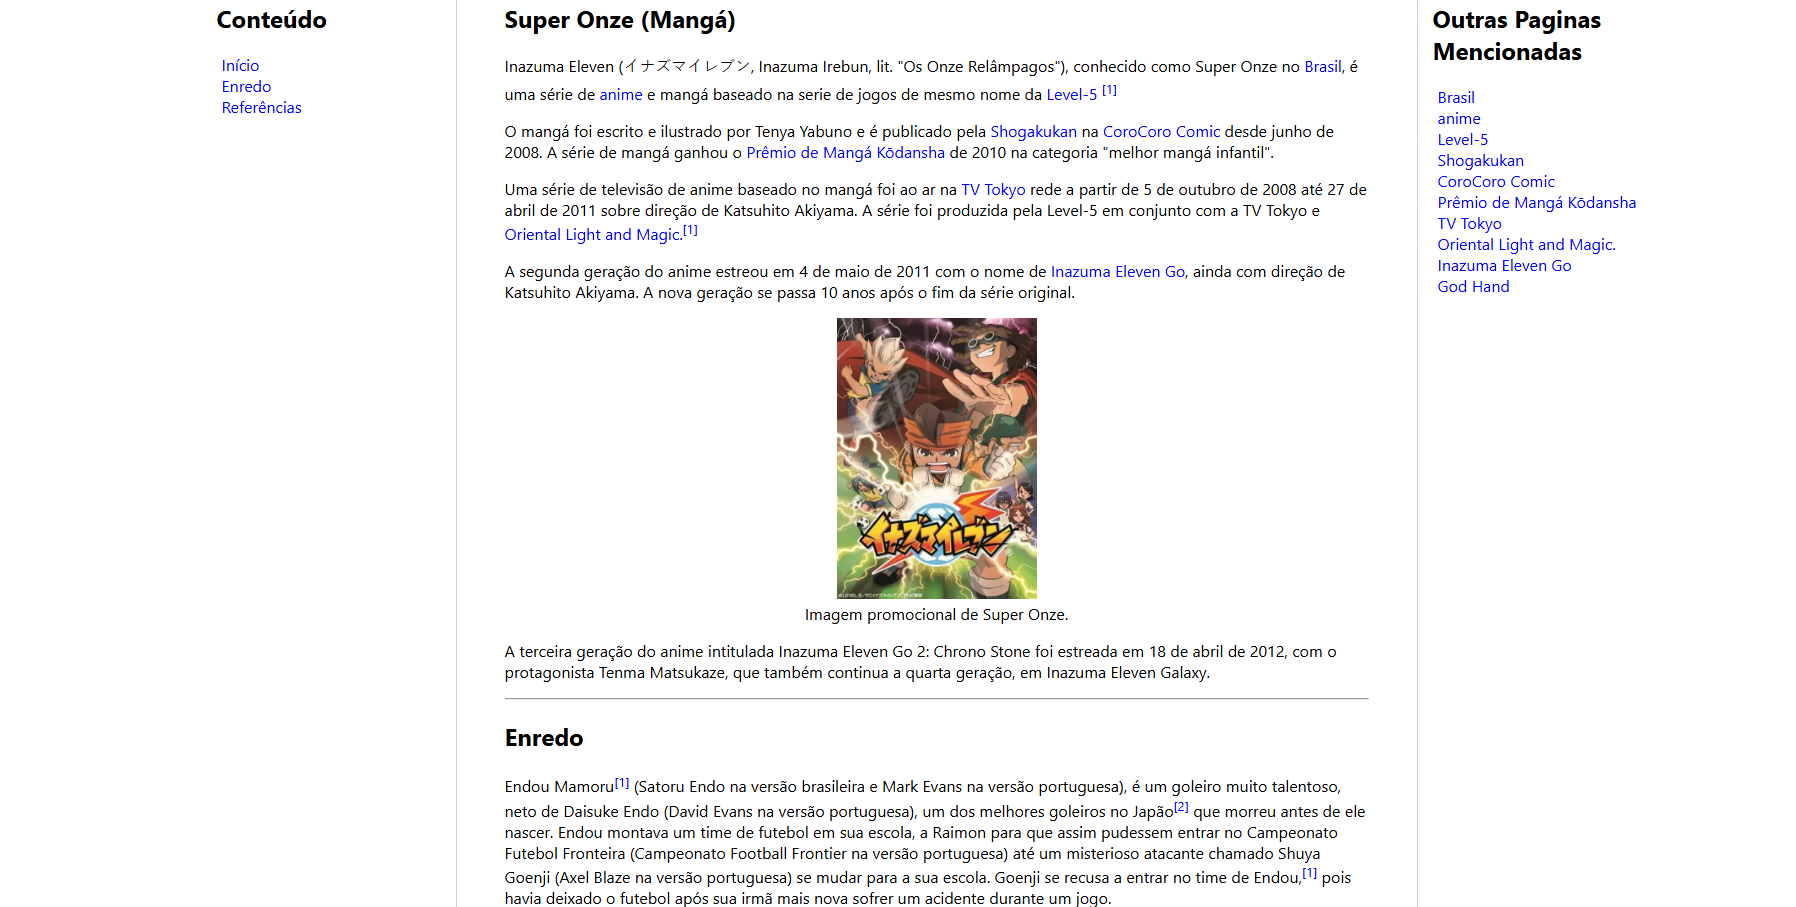 Conteúdo
Início
Enredo
Referências
Super Onze (Mangá)
Inazuma Eleven (イナズマイレブン, Inazuma Irebun, lit. "Os Onze Relâmpagos"), conhecido como Super Onze no Brasil, é
uma série de anime e mangá baseado na serie de jogos de mesmo nome da Level-5 [1]
O mangá foi escrito e ilustrado por Tenya Yabuno e é publicado pela Shogakukan na CoroCoro Comic desde junho de
2008. A série de mangá ganhou o Prêmio de Mangá Kōdansha de 2010 na categoria "melhor mangá infantil".
Uma série de televisão de anime baseado no mangá foi ao ar na TV Tokyo rede a partir de 5 de outubro de 2008 até 27 de
abril de 2011 sobre direção de Katsuhito Akiyama. A série foi produzida pela Level-5 em conjunto com a TV Tokyo e
Oriental Light and Magic.[1]
A segunda geração do anime estreou em 4 de maio de 2011 com o nome de Inazuma Eleven Go, ainda com direção de
Katsuhito Akiyama. A nova geração se passa 10 anos após o fim da série original.
イナズマイレブン
Imagem promocional de Super Onze.
A terceira geração do anime intitulada Inazuma Eleven Go 2: Chrono Stone foi estreada em 18 de abril de 2012, com o
protagonista Tenma Matsukaze, que também continua a quarta geração, em Inazuma Eleven Galaxy.
Enredo
Endou Mamoru[1] (Satoru Endo na versão brasileira e Mark Evans na versão portuguesa), é um goleiro muito talentoso,
neto de Daisuke Endo (David Evans na versão portuguesa), um dos melhores goleiros no Japão[2] que morreu antes de ele
nascer. Endou montava um time de futebol em sua escola, a Raimon para que assim pudessem entrar no Campeonato
Futebol Fronteira (Campeonato Football Frontier na versão portuguesa) até um misterioso atacante chamado Shuya
Goenji (Axel Blaze na versão portuguesa) se mudar para a sua escola. Goenji se recusa a entrar no time de Endou,[1] pois
havia deixado o futebol após sua irmã mais nova sofrer um acidente durante um jogo.
Outras Paginas
Mencionadas
Brasil
anime
Level-5
Shogakukan
CoroCoro Comic
Prêmio de Mangá Kōdansha
TV Tokyo
Oriental Light and Magic.
Inazuma Eleven Go
God Hand